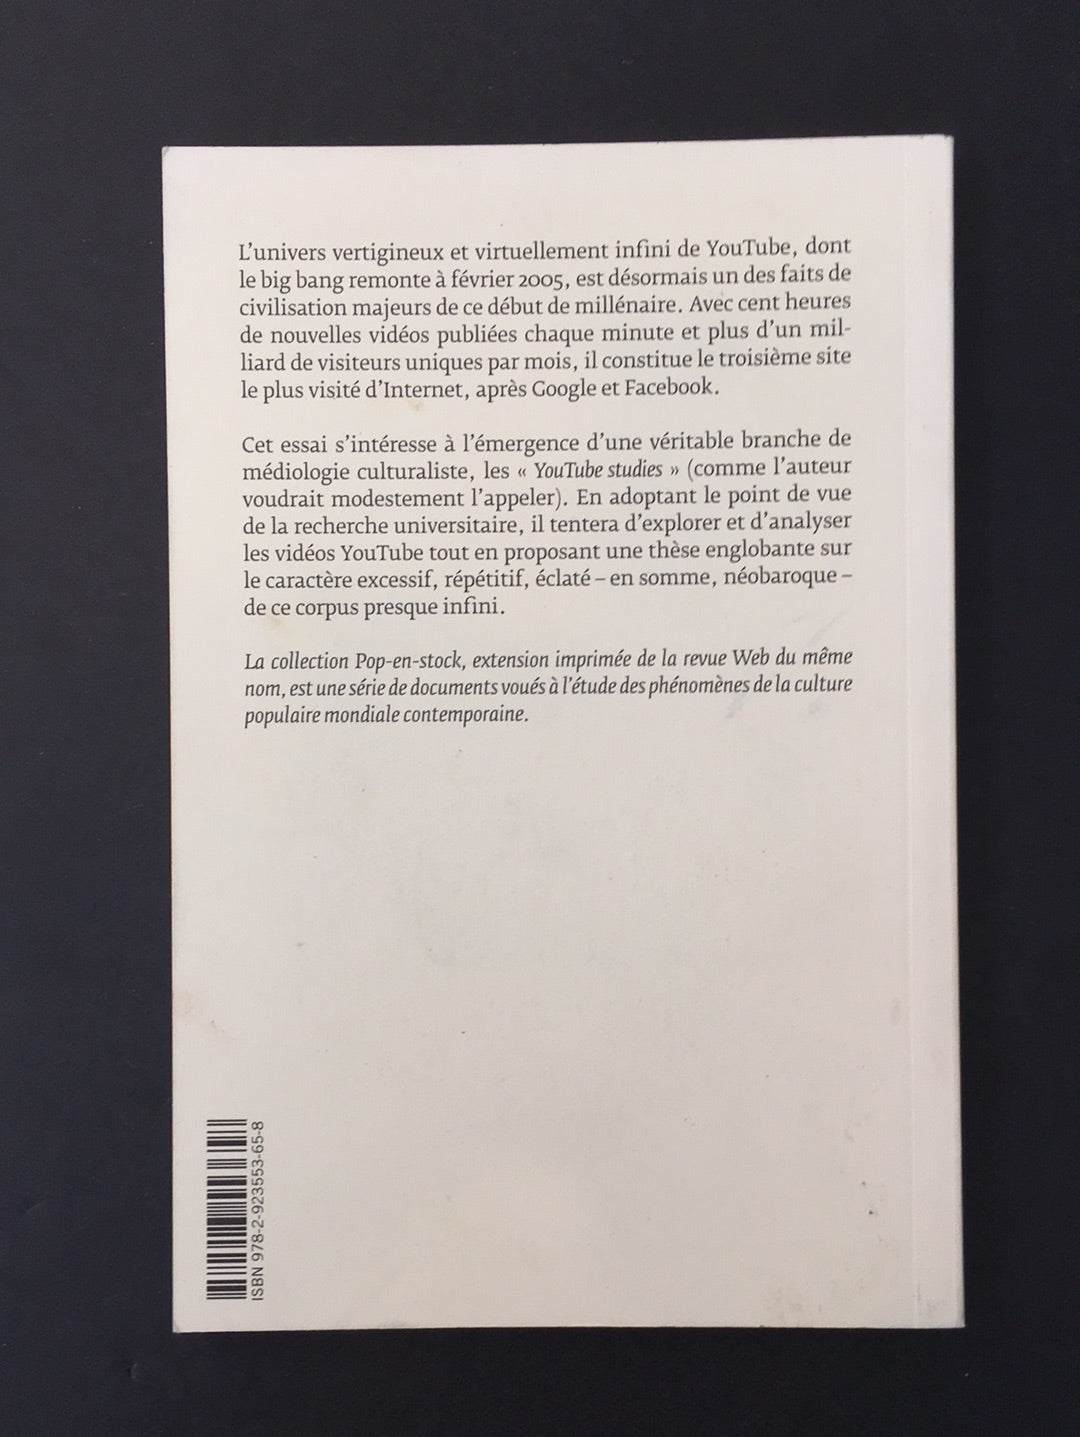 L’univers vertigineux et virtuellement infini de YouTube, dont
le big bang remonte à février 2005, est désormais un des faits de
civilisation majeurs de ce début de millénaire. Avec cent heures
de nouvelles vidéos publiées chaque minute et plus d’un mil-
liard de visiteurs uniques par mois, il constitue le troisième site
le plus visité d’Internet, après Google et Facebook.
Cet essai s’intéresse à l’émergence d’une véritable branche de
médiologie culturaliste, les « YouTube studies » (comme l’auteur
voudrait modestement l’appeler). En adoptant le point de vue
de la recherche universitaire, il tentera d’explorer et d’analyser
les vidéos YouTube tout en proposant une thèse englobante sur
le caractère excessif, répétitif, éclaté – en somme, néobaroque –
de ce corpus presque infini.
La collection Pop-en-stock, extension imprimée de la revue Web du même
nom, est une série de documents voués à l’étude des phénomènes de la culture
populaire mondiale contemporaine.
ISBN 978-2-923553-65-8